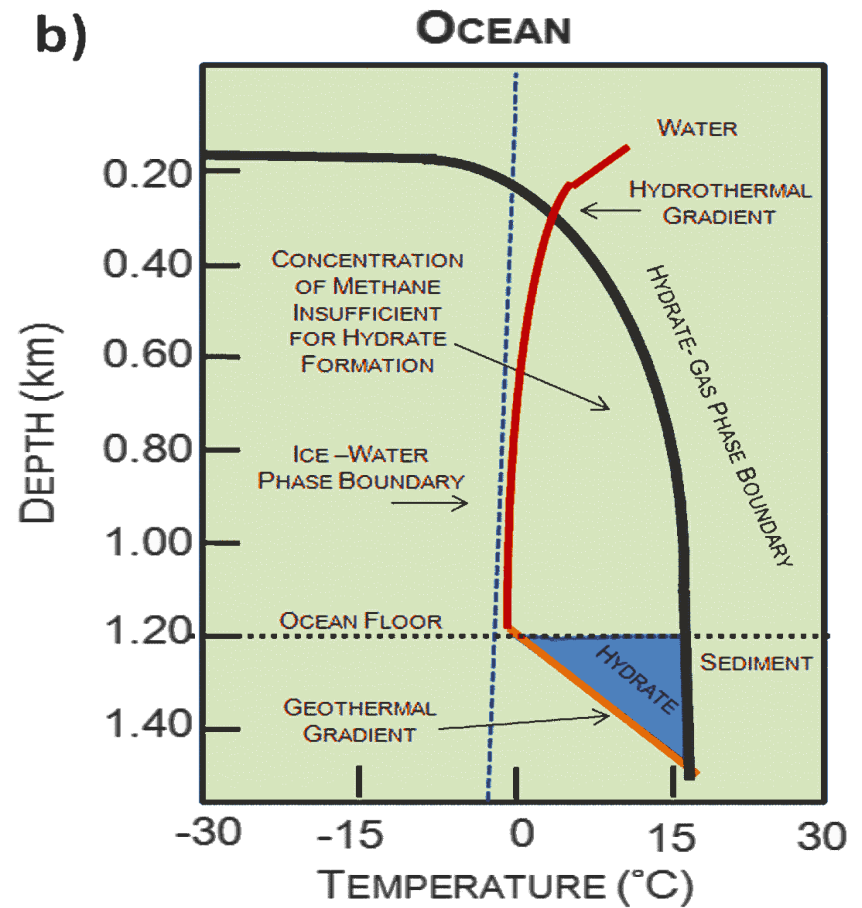 b)
OCEAN
WATER
0.20
HYDROTHERMAL
GRADIENT
0.40
CONCENTRATION
OF METHANE
INSUFFICIENT
FOR HYDRATE
FORMATION
HYDRATE- GAS PHASE BOUNDARY
0.60
DEPTH (km)
0.80
ICE –WATER
PHASE BOUNDARY
1.00
OCEAN FLOOR
1.20
HYDRATE
SEDIMENT
GEOTHERMAL
GRADIENT
1.40
-30 -15 0 15 30
TEMPERATURE (°C)